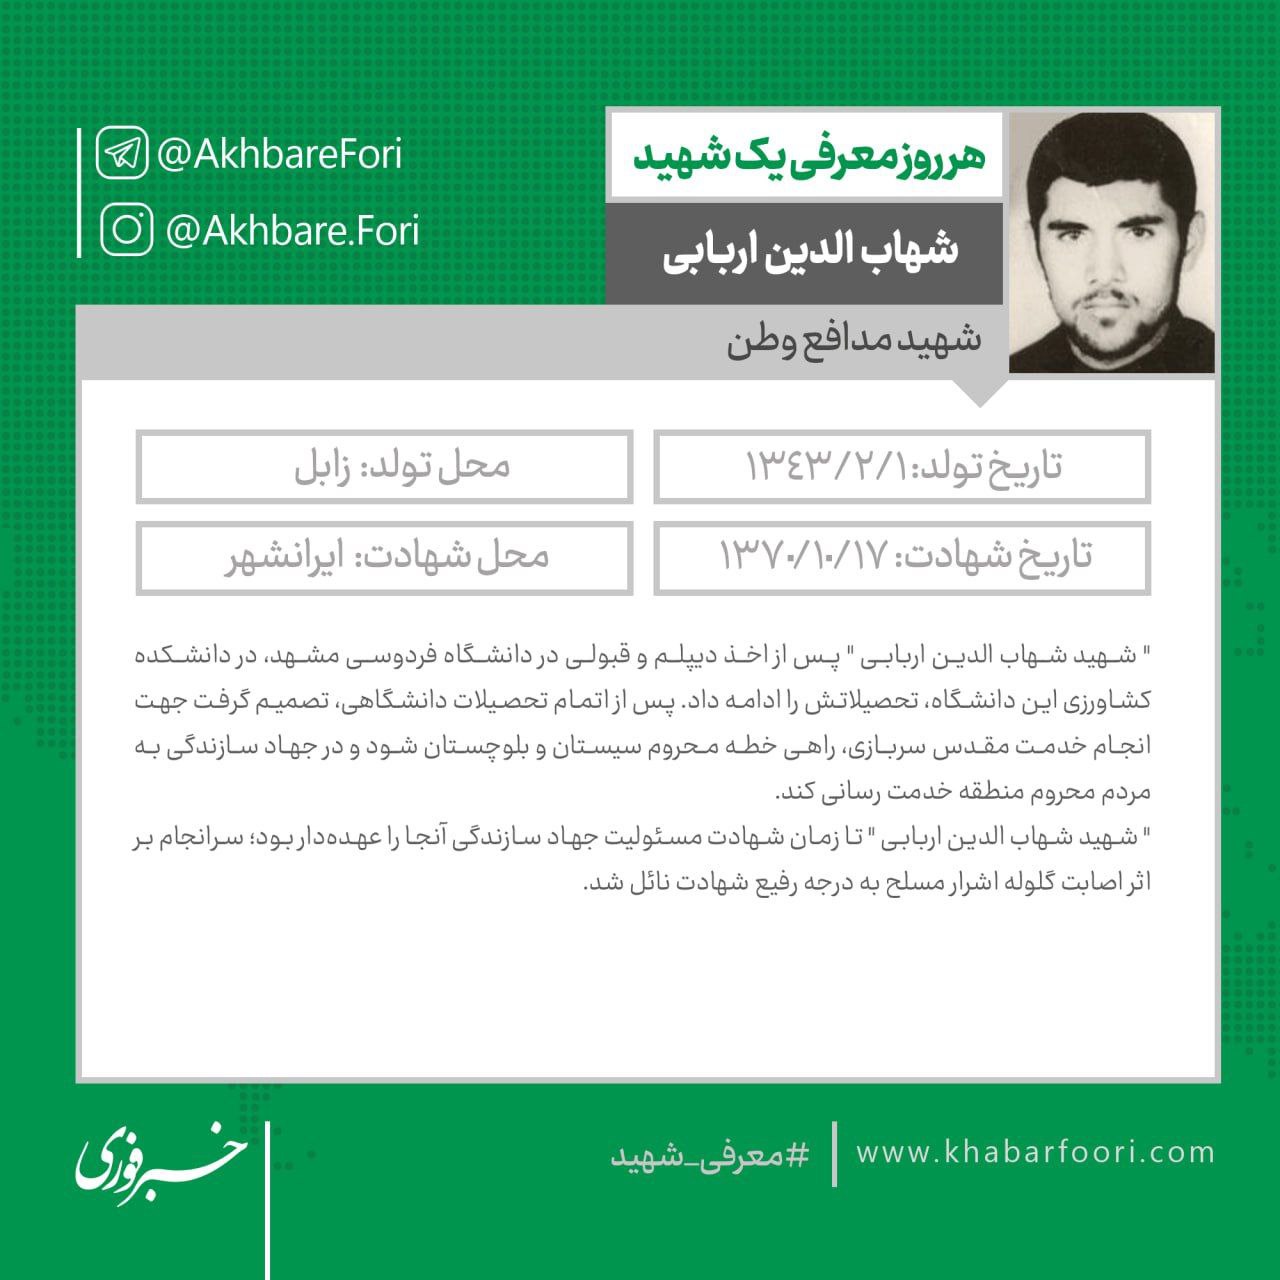 @AkhbareFori
@Akhbare.Fori
هر روز معرفی یک شهید
شهاب الدین اربابی
شهید مدافع وطن
تاریخ تولد: ۱۳٤۳/۲/۱
محل تولد: زابل
تاریخ شهادت: ۱۳۷۰/۱۰/۱۷
محل شهادت: ایرانشهر
" شهید شهاب الدین اربابی " پس از اخذ دیپلم و قبولی در دانشگاه فردوسی مشهد، در دانشکده
کشاورزی این دانشگاه، تحصیلاتش را ادامه داد. پس از اتمام تحصیلات دانشگاهی، تصمیم گرفت جهت
انجام خدمت مقدس سربازی، راهی خطه محروم سیستان و بلوچستان شود و در جهاد سازندگی به
مردم محروم منطقه خدمت رسانی کند.
" شهید شهاب الدین اربابی " تا زمان شهادت مسئولیت جهاد سازندگی آنجا را عهده‌دار بود؛ سرانجام بر
اثر اصابت گلوله اشرار مسلح به درجه رفیع شهادت نائل شد.
خبرفوری
#معرفی_شهید
www.khabarfoori.com